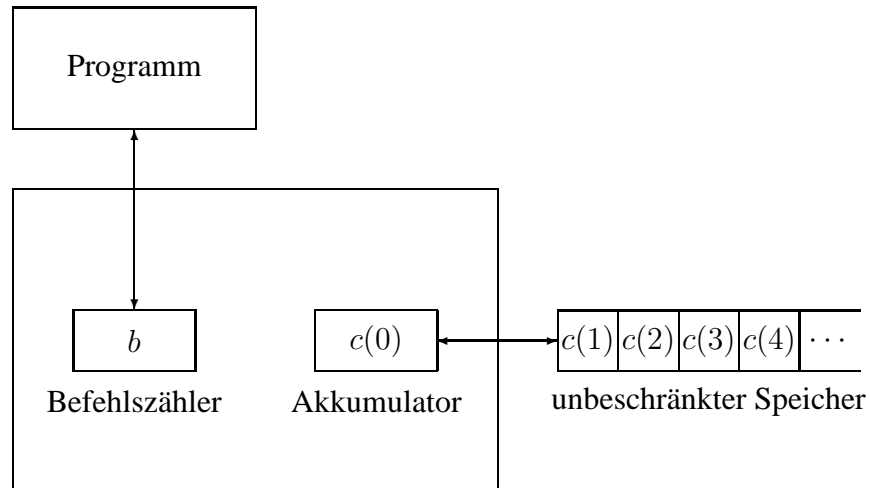 Programm
b
c(0)
c(1) c(2) c(3) c(4) ···
Befehlszähler
Akkumulator
unbeschränkter Speicher